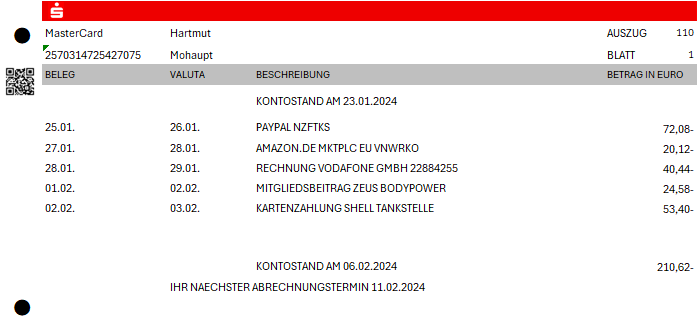 MasterCard Hartmut AUSZUG 110
2570314725427075 Mohaupt BLATT 1
BELEG VALUTA BESCHREIBUNG BETRAG IN EURO
KONTOSTAND AM 23.01.2024
25.01. 26.01. PAYPAL NZFTKS 72,08-
27.01. 28.01. AMAZON.DE MKTPLC EU VNWRKO 20,12-
28.01. 29.01. RECHNUNG VODAFONE GMBH 22884255 40,44-
01.02. 02.02. MITGLIEDSBEITRAG ZEUS BODYPOWER 24,58-
02.02. 03.02. KARTENZAHLUNG SHELL TANKSTELLE 53,40-
KONTOSTAND AM 06.02.2024 210,62-
IHR NAECHSTER ABRECHNUNGSTERMIN 11.02.2024